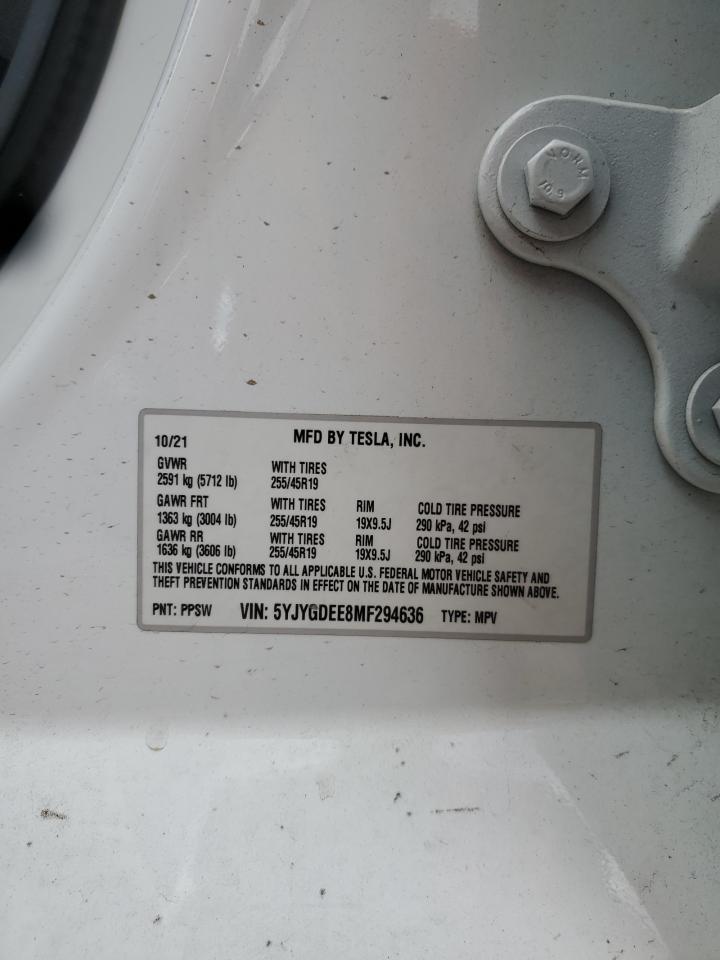 VORM
10.9
10/21 MFD BY TESLA, INC.
GVWR WITH TIRES
2591 kg (5712 lb) 255/45R19
GAWR FRT WITH TIRES RIM COLD TIRE PRESSURE
1363 kg (3004 lb) 255/45R19 19X9.5J 290 kPa, 42 psi
GAWR RR WITH TIRES RIM COLD TIRE PRESSURE
1636 kg (3606 lb) 255/45R19 19X9.5J 290 kPa, 42 psi
THIS VEHICLE CONFORMS TO ALL APPLICABLE U.S. FEDERAL MOTOR VEHICLE SAFETY AND
THEFT PREVENTION STANDARDS IN EFFECT ON THE DATE OF MANUFACTURE SHOWN ABOVE.
PNT: PPSW VIN: 5YJYGDEE8MF294636 TYPE: MPV